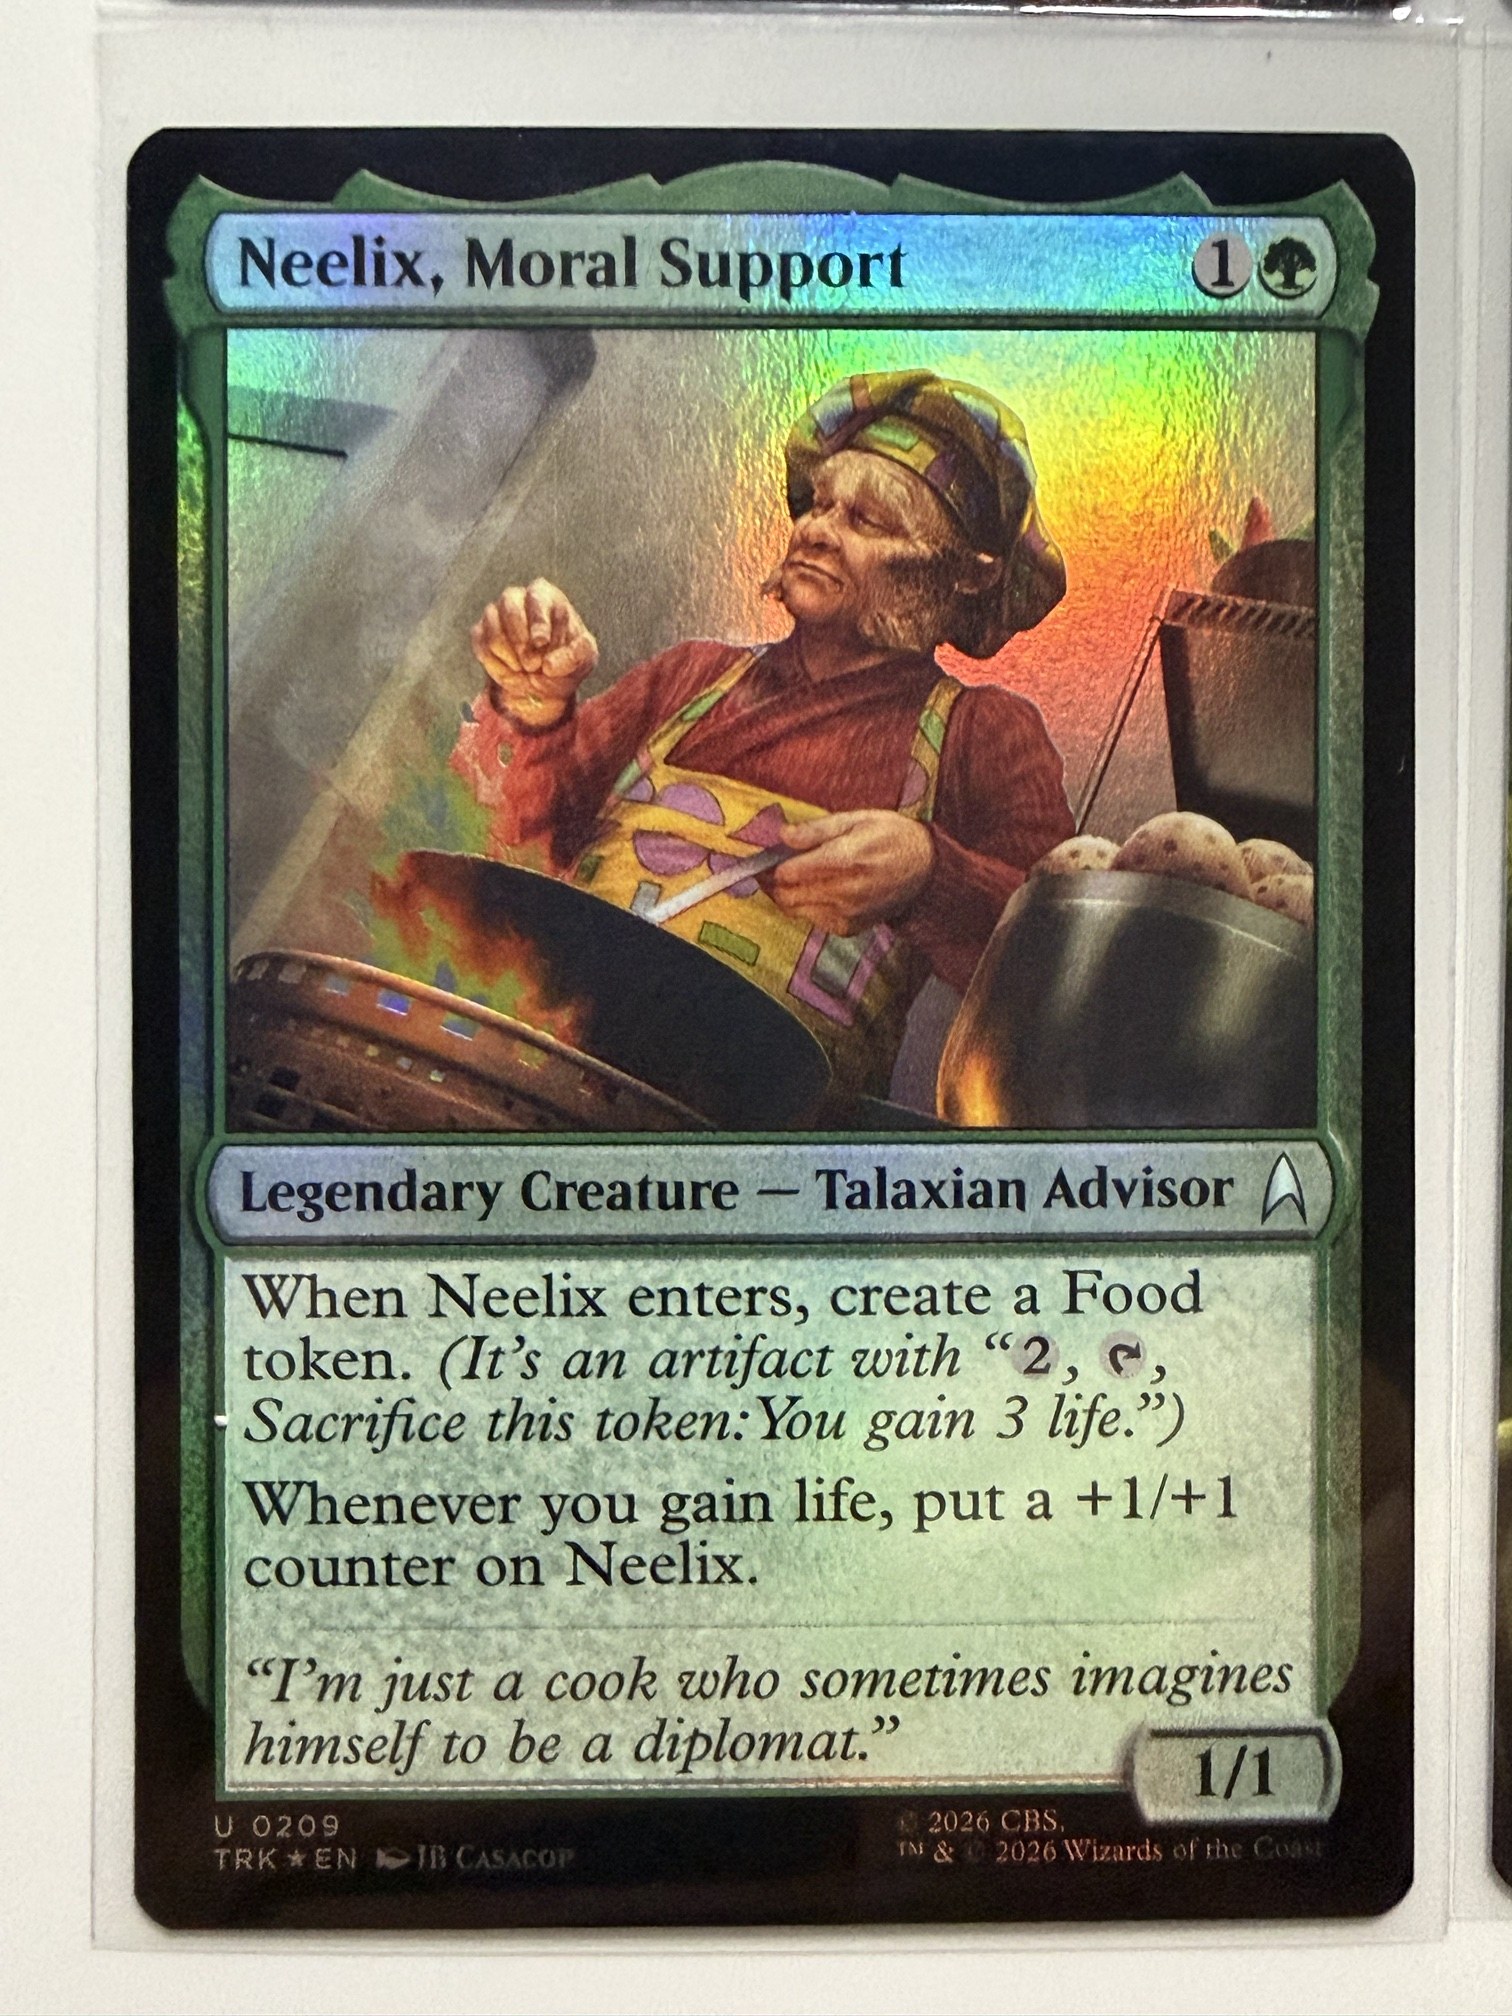 Neelix, Moral Support 1
Legendary Creature — Talaxian Advisor
When Neelix enters, create a Food
token. (It's an artifact with “2, ,
Sacrifice this token: You gain 3 life.”)
Whenever you gain life, put a +1/+1
counter on Neelix.
“I'm just a cook who sometimes imagines
himself to be a diplomat.”
1/1
U 0209
TRK★EN JB Casacop
© 2026 CBS.
™ & © 2026 Wizards of the Coast